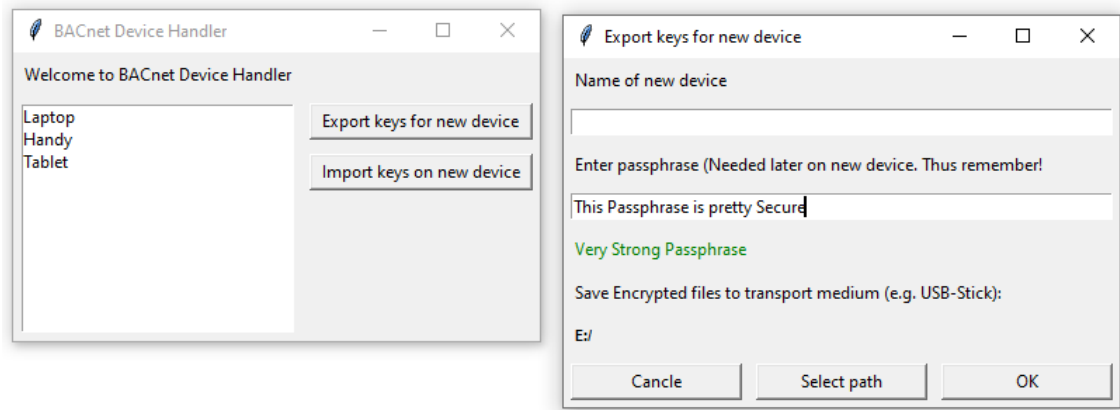 BACnet Device Handler
Welcome to BACnet Device Handler
Laptop
Handy
Tablet
Export keys for new device
Import keys on new device
Export keys for new device
Name of new device
Enter passphrase (Needed later on new device. Thus remember!
This Passphrase is pretty Secure
Very Strong Passphrase
Save Encrypted files to transport medium (e.g. USB-Stick):
E:/
Cancle
Select path
OK